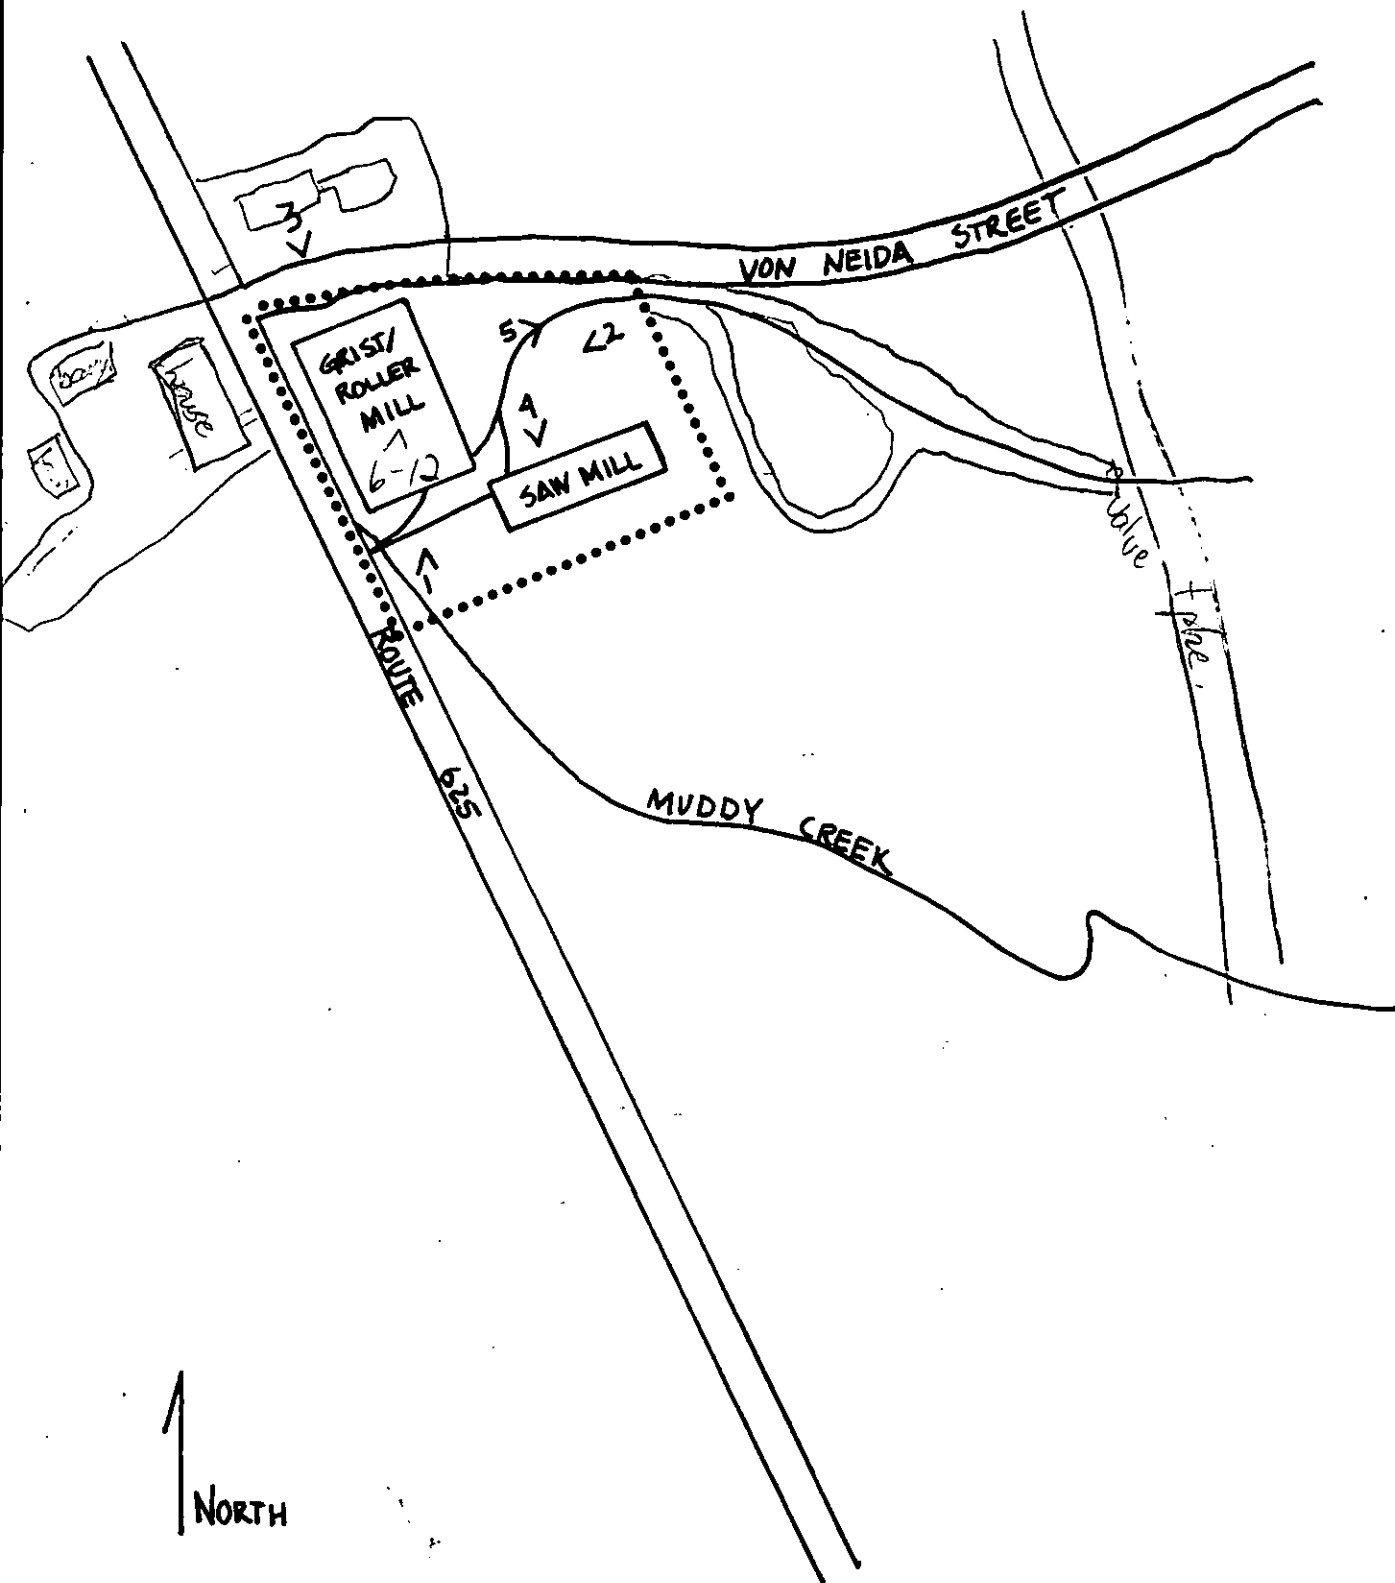 3
VON NEIDA STREET
GRIST/
ROLLER
MILL
6-12
5
<2
4
SAW MILL
barn
house
1
ROUTE 625
MUDDY CREEK
NORTH